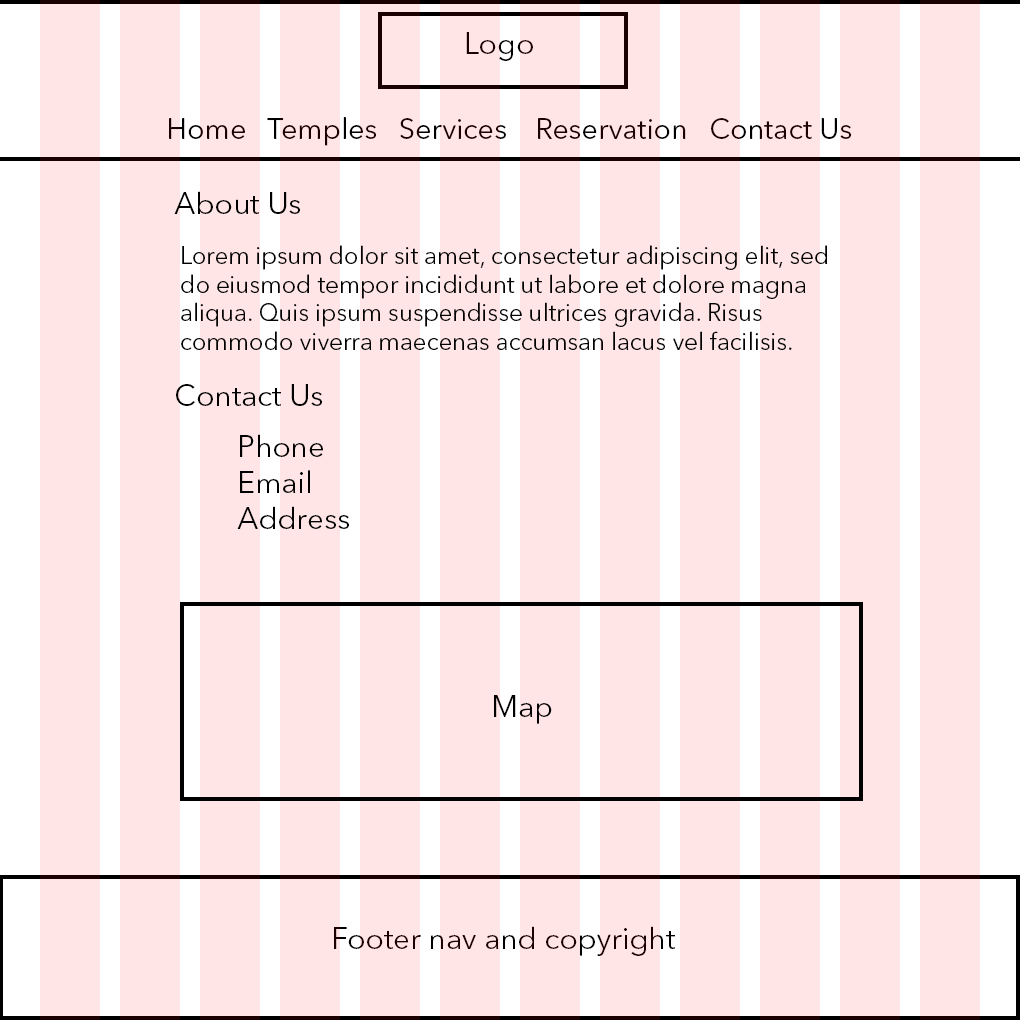 Logo
Home Temples Services Reservation Contact Us
About Us
Lorem ipsum dolor sit amet, consectetur adipiscing elit, sed
do eiusmod tempor incididunt ut labore et dolore magna
aliqua. Quis ipsum suspendisse ultrices gravida. Risus
commodo viverra maecenas accumsan lacus vel facilisis.
Contact Us
Phone
Email
Address
Map
Footer nav and copyright